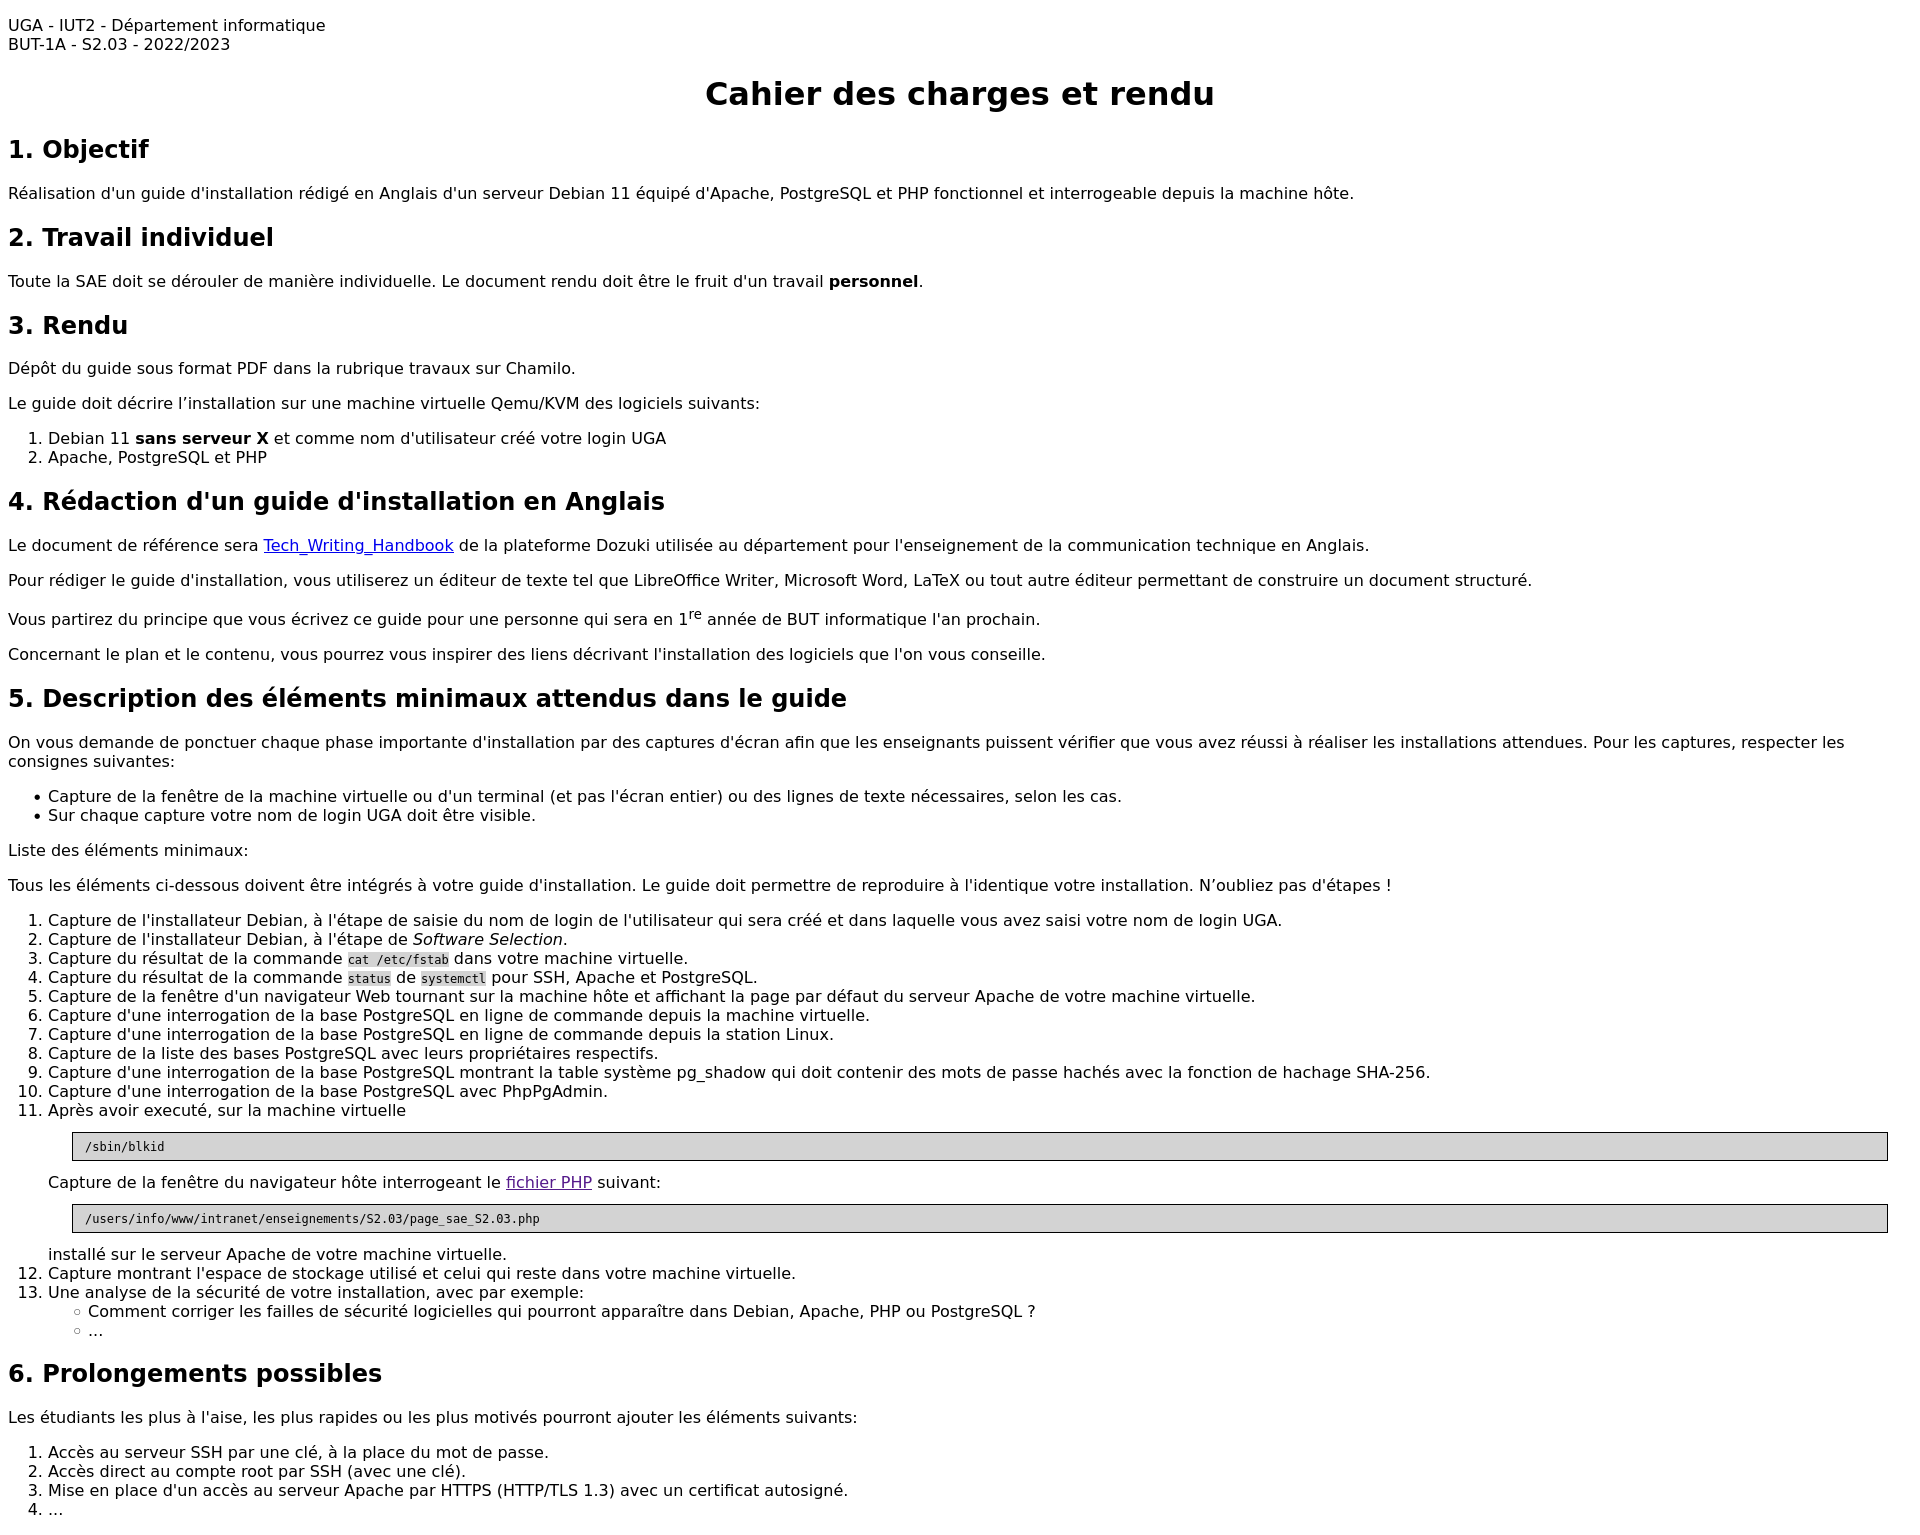 UGA - IUT2 - Département informatique
BUT-1A - S2.03 - 2022/2023
Cahier des charges et rendu
1. Objectif
Réalisation d'un guide d'installation rédigé en Anglais d'un serveur Debian 11 équipé d'Apache, PostgreSQL et PHP fonctionnel et interrogeable depuis la machine hôte.
2. Travail individuel
Toute la SAE doit se dérouler de manière individuelle. Le document rendu doit être le fruit d'un travail personnel.
3. Rendu
Dépôt du guide sous format PDF dans la rubrique travaux sur Chamilo.
Le guide doit décrire l’installation sur une machine virtuelle Qemu/KVM des logiciels suivants:
1. Debian 11 sans serveur X et comme nom d'utilisateur créé votre login UGA
2. Apache, PostgreSQL et PHP
4. Rédaction d'un guide d'installation en Anglais
Le document de référence sera Tech_Writing_Handbook de la plateforme Dozuki utilisée au département pour l'enseignement de la communication technique en Anglais.
Pour rédiger le guide d'installation, vous utiliserez un éditeur de texte tel que LibreOffice Writer, Microsoft Word, LaTeX ou tout autre éditeur permettant de construire un document structuré.
Vous partirez du principe que vous écrivez ce guide pour une personne qui sera en 1re année de BUT informatique l'an prochain.
Concernant le plan et le contenu, vous pourrez vous inspirer des liens décrivant l'installation des logiciels que l'on vous conseille.
5. Description des éléments minimaux attendus dans le guide
On vous demande de ponctuer chaque phase importante d'installation par des captures d'écran afin que les enseignants puissent vérifier que vous avez réussi à réaliser les installations attendues. Pour les captures, respecter les
consignes suivantes:
• Capture de la fenêtre de la machine virtuelle ou d'un terminal (et pas l'écran entier) ou des lignes de texte nécessaires, selon les cas.
• Sur chaque capture votre nom de login UGA doit être visible.
Liste des éléments minimaux:
Tous les éléments ci-dessous doivent être intégrés à votre guide d'installation. Le guide doit permettre de reproduire à l'identique votre installation. N’oubliez pas d'étapes !
1. Capture de l'installateur Debian, à l'étape de saisie du nom de login de l'utilisateur qui sera créé et dans laquelle vous avez saisi votre nom de login UGA.
2. Capture de l'installateur Debian, à l'étape de Software Selection.
3. Capture du résultat de la commande cat /etc/fstab dans votre machine virtuelle.
4. Capture du résultat de la commande status de systemctl pour SSH, Apache et PostgreSQL.
5. Capture de la fenêtre d'un navigateur Web tournant sur la machine hôte et affichant la page par défaut du serveur Apache de votre machine virtuelle.
6. Capture d'une interrogation de la base PostgreSQL en ligne de commande depuis la machine virtuelle.
7. Capture d'une interrogation de la base PostgreSQL en ligne de commande depuis la station Linux.
8. Capture de la liste des bases PostgreSQL avec leurs propriétaires respectifs.
9. Capture d'une interrogation de la base PostgreSQL montrant la table système pg_shadow qui doit contenir des mots de passe hachés avec la fonction de hachage SHA-256.
10. Capture d'une interrogation de la base PostgreSQL avec PhpPgAdmin.
11. Après avoir executé, sur la machine virtuelle
/sbin/blkid
Capture de la fenêtre du navigateur hôte interrogeant le fichier PHP suivant:
/users/info/www/intranet/enseignements/S2.03/page_sae_S2.03.php
installé sur le serveur Apache de votre machine virtuelle.
12. Capture montrant l'espace de stockage utilisé et celui qui reste dans votre machine virtuelle.
13. Une analyse de la sécurité de votre installation, avec par exemple:
◦ Comment corriger les failles de sécurité logicielles qui pourront apparaître dans Debian, Apache, PHP ou PostgreSQL ?
◦ ...
6. Prolongements possibles
Les étudiants les plus à l'aise, les plus rapides ou les plus motivés pourront ajouter les éléments suivants:
1. Accès au serveur SSH par une clé, à la place du mot de passe.
2. Accès direct au compte root par SSH (avec une clé).
3. Mise en place d'un accès au serveur Apache par HTTPS (HTTP/TLS 1.3) avec un certificat autosigné.
4. ...